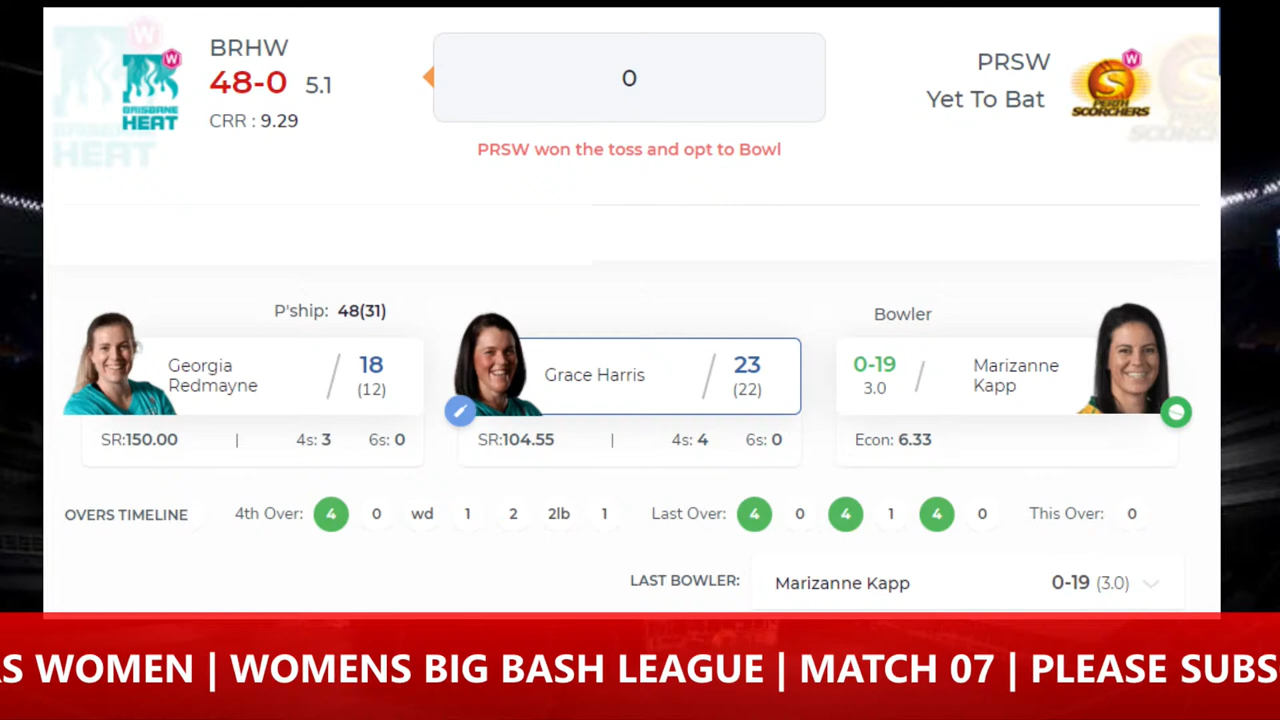 BRHW
48-0 5.1
CRR : 9.29
0
PRSW
Yet To Bat
W
BRISBANE
HEAT
W
PERTH
SCORCHERS
PRSW won the toss and opt to Bowl
P'ship: 48(31)
Bowler
Georgia
Redmayne
/ 18
(12)
Grace Harris / 23
(22)
0-19 /
3.0
Marizanne
Kapp
SR:150.00 | 4s: 3 6s: 0
SR:104.55 | 4s: 4 6s: 0
Econ: 6.33
OVERS TIMELINE 4th Over: 4 0 wd 1 2 2lb 1 Last Over: 4 0 4 1 4 0 This Over: 0
LAST BOWLER: Marizanne Kapp 0-19 (3.0)
RS WOMEN | WOMENS BIG BASH LEAGUE | MATCH 07 | PLEASE SUBS